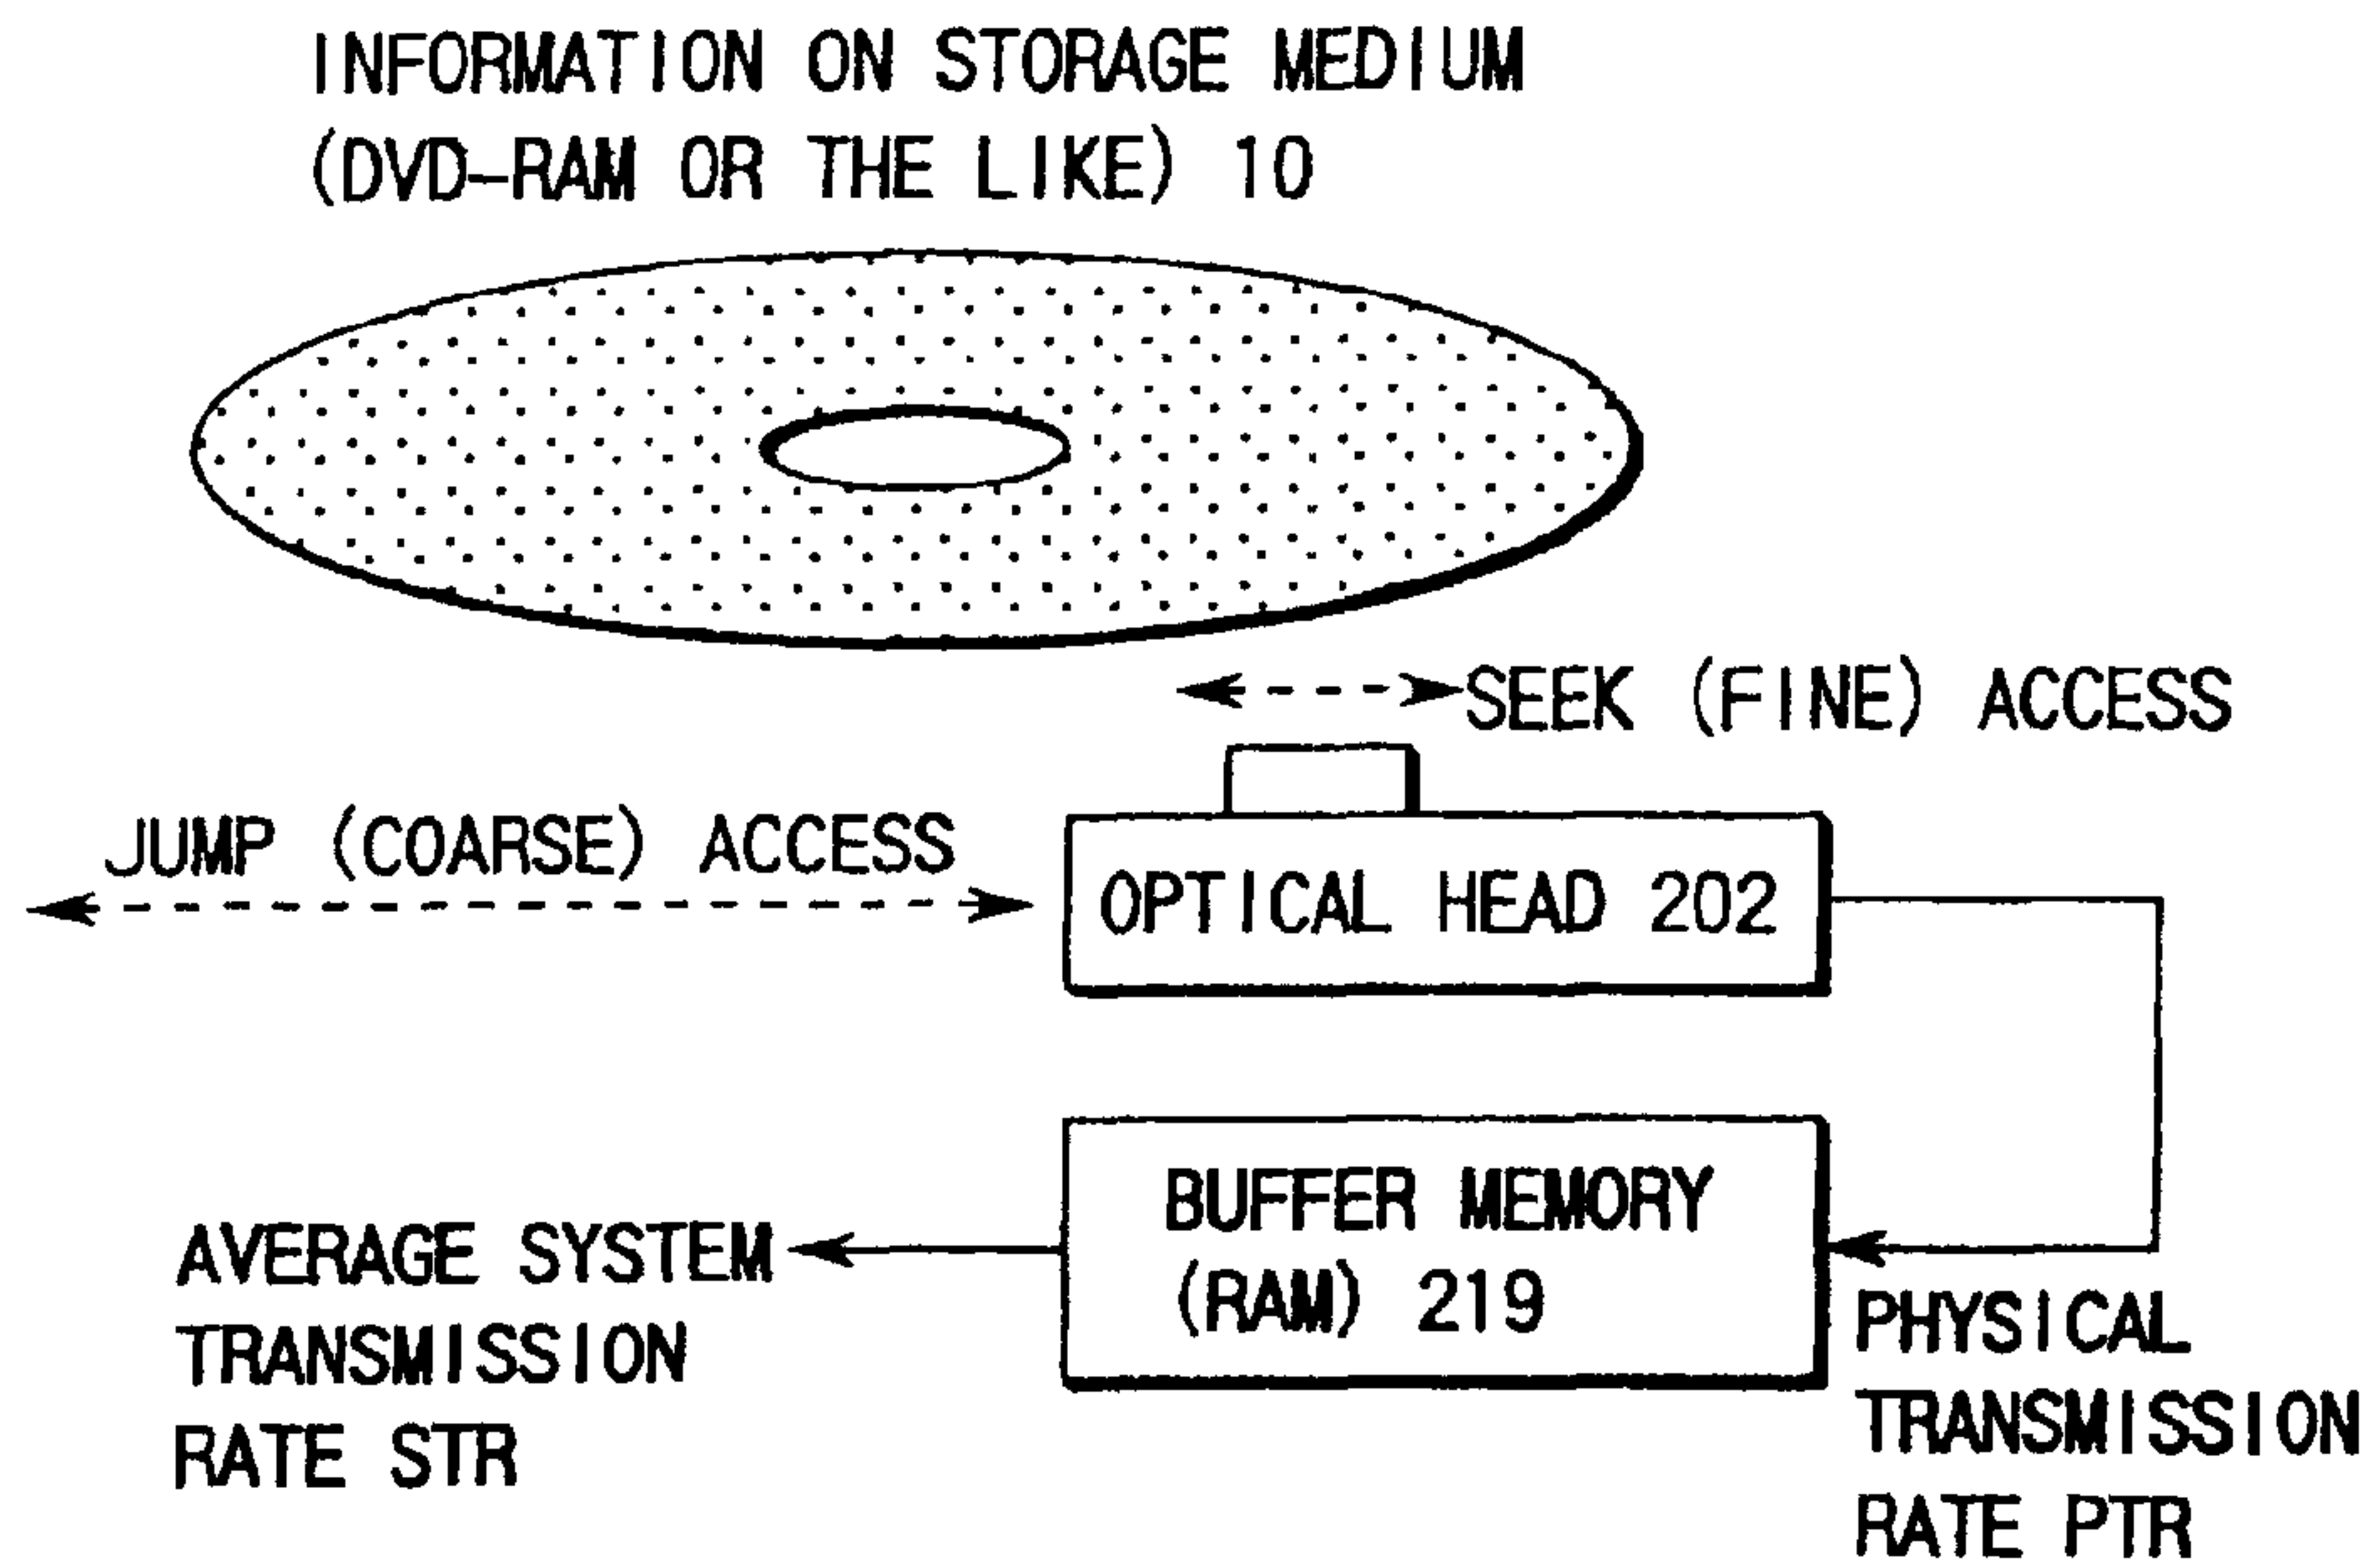 INFORMATION ON STORAGE MEDIUM
(DVD-RAM OR THE LIKE) 10
SEEK (FINE) ACCESS
JUMP (COARSE) ACCESS
OPTICAL HEAD 202
BUFFER MEMORY
(RAM) 219
AVERAGE SYSTEM
TRANSMISSION
RATE STR
PHYSICAL
TRANSMISSION
RATE PTR